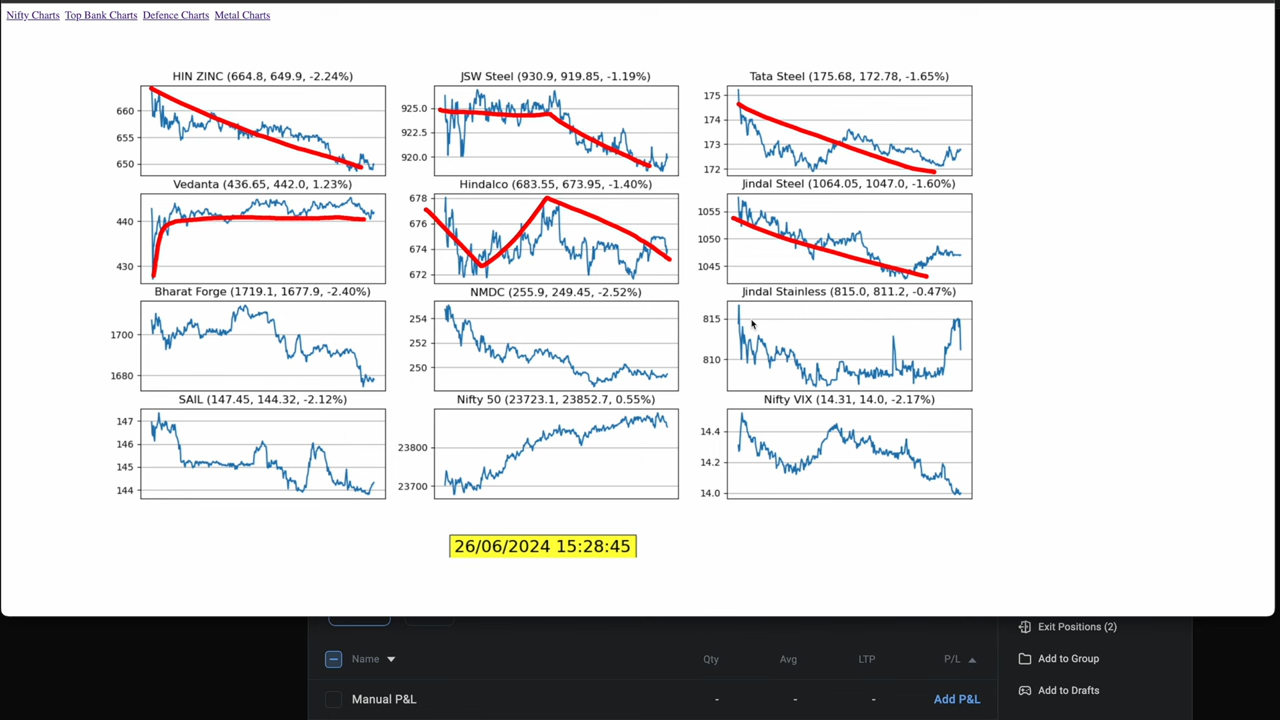 Nifty Charts Top Bank Charts Defence Charts Metal Charts
HIN ZINC (664.8, 649.9, -2.24%)
660
655
650
JSW Steel (930.9, 919.85, -1.19%)
925.0
922.5
920.0
Tata Steel (175.68, 172.78, -1.65%)
175
174
173
172
Vedanta (436.65, 442.0, 1.23%)
440
430
Hindalco (683.55, 673.95, -1.40%)
678
676
674
672
Jindal Steel (1064.05, 1047.0, -1.60%)
1055
1050
1045
Bharat Forge (1719.1, 1677.9, -2.40%)
1700
1680
NMDC (255.9, 249.45, -2.52%)
254
252
250
Jindal Stainless (815.0, 811.2, -0.47%)
815
810
SAIL (147.45, 144.32, -2.12%)
147
146
145
144
Nifty 50 (23723.1, 23852.7, 0.55%)
23800
23700
Nifty VIX (14.31, 14.0, -2.17%)
14.4
14.2
14.0
26/06/2024 15:28:45
Exit Positions (2)
Name Qty Avg LTP P/L
Add to Group
Add to Drafts
Manual P&L - - - Add P&L